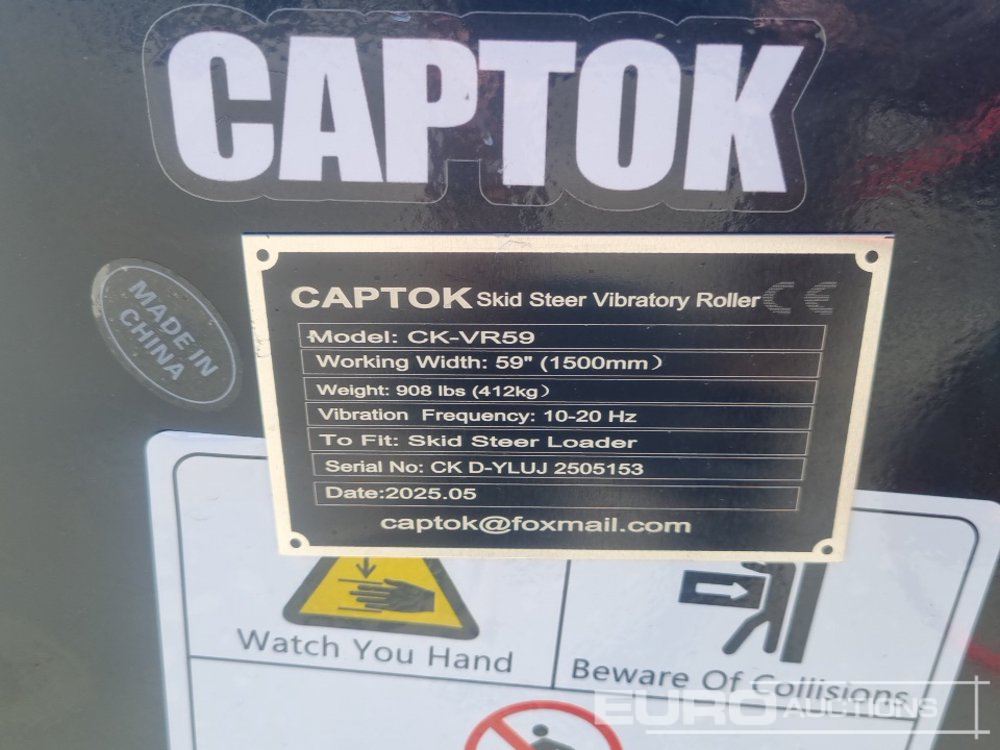 CAPTOK
MADE IN
CHINA
CAPTOK Skid Steer Vibratory Roller CE
Model: CK-VR59
Working Width: 59" (1500mm)
Weight: 908 lbs (412kg)
Vibration Frequency: 10-20 Hz
To Fit: Skid Steer Loader
Serial No: CK D-YLUJ 2505153
Date:2025.05
captok@foxmail.com
Watch You Hand
Beware Of Collisions
EURO AUCTIONS